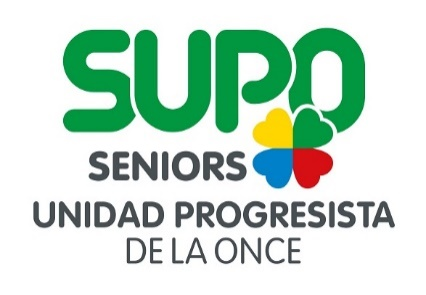 SUPO
SENIORS
UNIDAD PROGRESISTA
DE LA ONCE